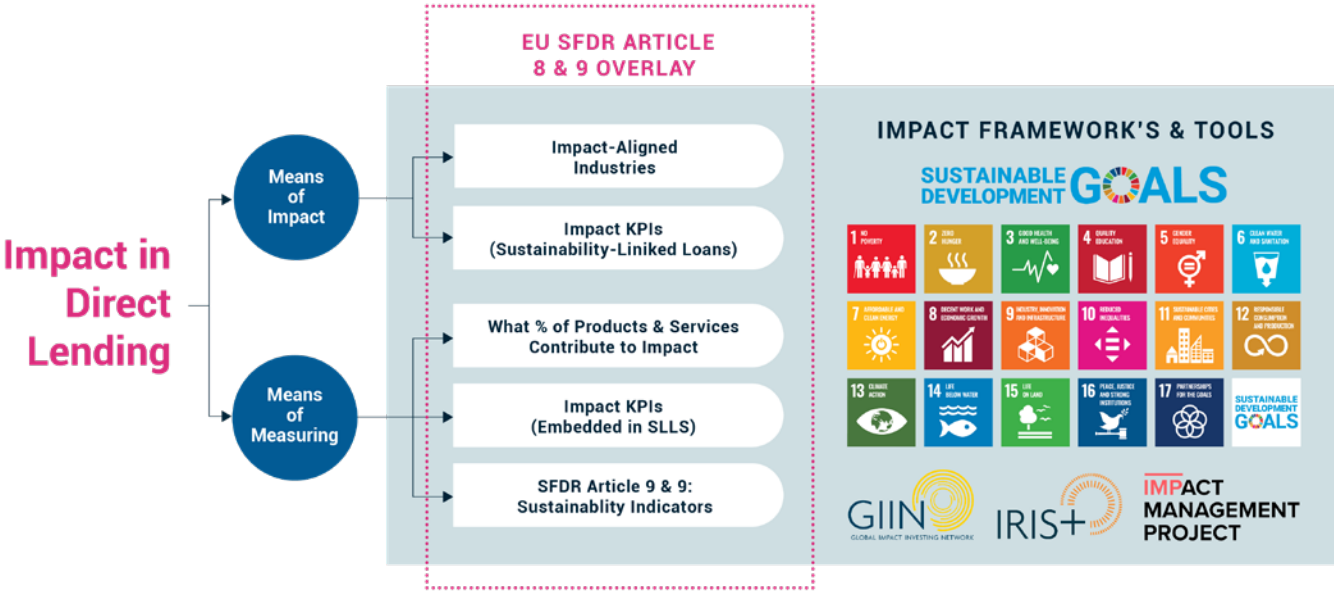 EU SFDR ARTICLE
8 & 9 OVERLAY
Impact in
Direct
Lending
Means
of
Impact
Means
of
Measuring
Impact-Aligned
Industries
Impact KPIs
(Sustainability-Liniked Loans)
What % of Products & Services
Contribute to Impact
Impact KPIs
(Embedded in SLLS)
SFDR Article 9 & 9:
Sustainablity Indicators
IMPACT FRAMEWORK'S & TOOLS
SUSTAINABLE
DEVELOPMENT GOALS
1 NO
POVERTY
2 ZERO
HUNGER
3 GOOD HEALTH
AND WELL-BEING
4 QUALITY
EDUCATION
5 GENDER
EQUALITY
6 CLEAN WATER
AND SANITATION
7 AFFORDABLE AND
CLEAN ENERGY
8 DECENT WORK AND
ECONOMIC GROWTH
9 INDUSTRY, INNOVATION
AND INFRASTRUCTURE
10 REDUCED
INEQUALITIES
11 SUSTAINABLE CITIES
AND COMMUNITIES
12 RESPONSIBLE
CONSUMPTION
AND PRODUCTION
13 CLIMATE
ACTION
14 LIFE
BELOW WATER
15 LIFE
ON LAND
16 PEACE, JUSTICE
AND STRONG
INSTITUTIONS
17 PARTNERSHIPS
FOR THE GOALS
SUSTAINABLE
DEVELOPMENT
GOALS
GIIN
GLOBAL IMPACT INVESTING NETWORK
IRIS+
IMPACT
MANAGEMENT
PROJECT